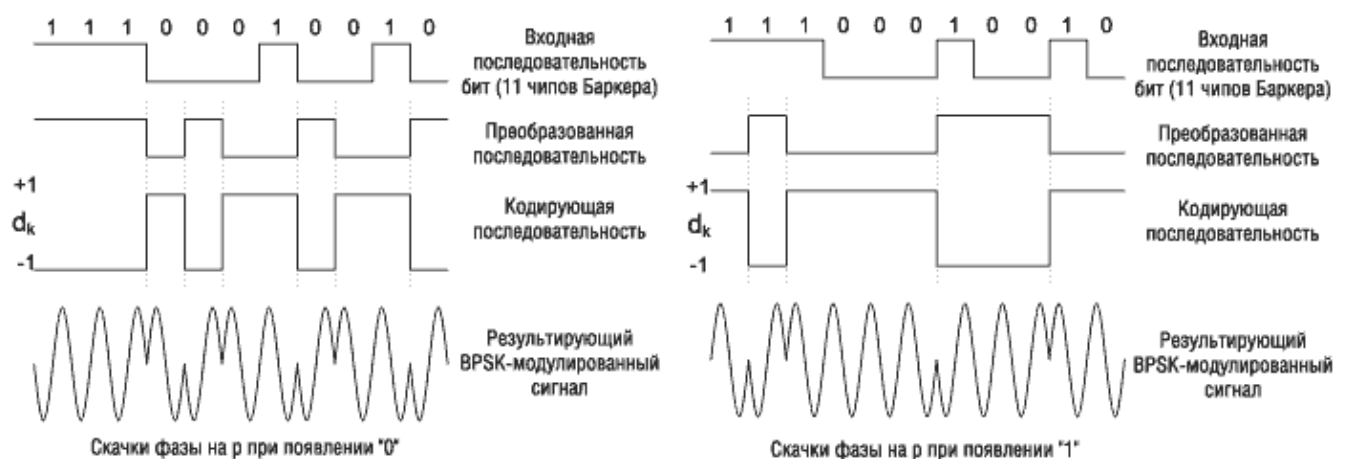 1 1 1 0 0 0 1 0 0 1 0
Входная
последовательность
бит (11 чипов Баркера)
Преобразованная
последовательность
+1
dk
-1
Кодирующая
последовательность
Результирующий
BPSK-модулированный
сигнал
Скачки фазы на p при появлении "0"
1 1 1 0 0 0 1 0 0 1 0
Входная
последовательность
бит (11 чипов Баркера)
Преобразованная
последовательность
+1
dk
-1
Кодирующая
последовательность
Результирующий
BPSK-модулированный
сигнал
Скачки фазы на p при появлении "1"